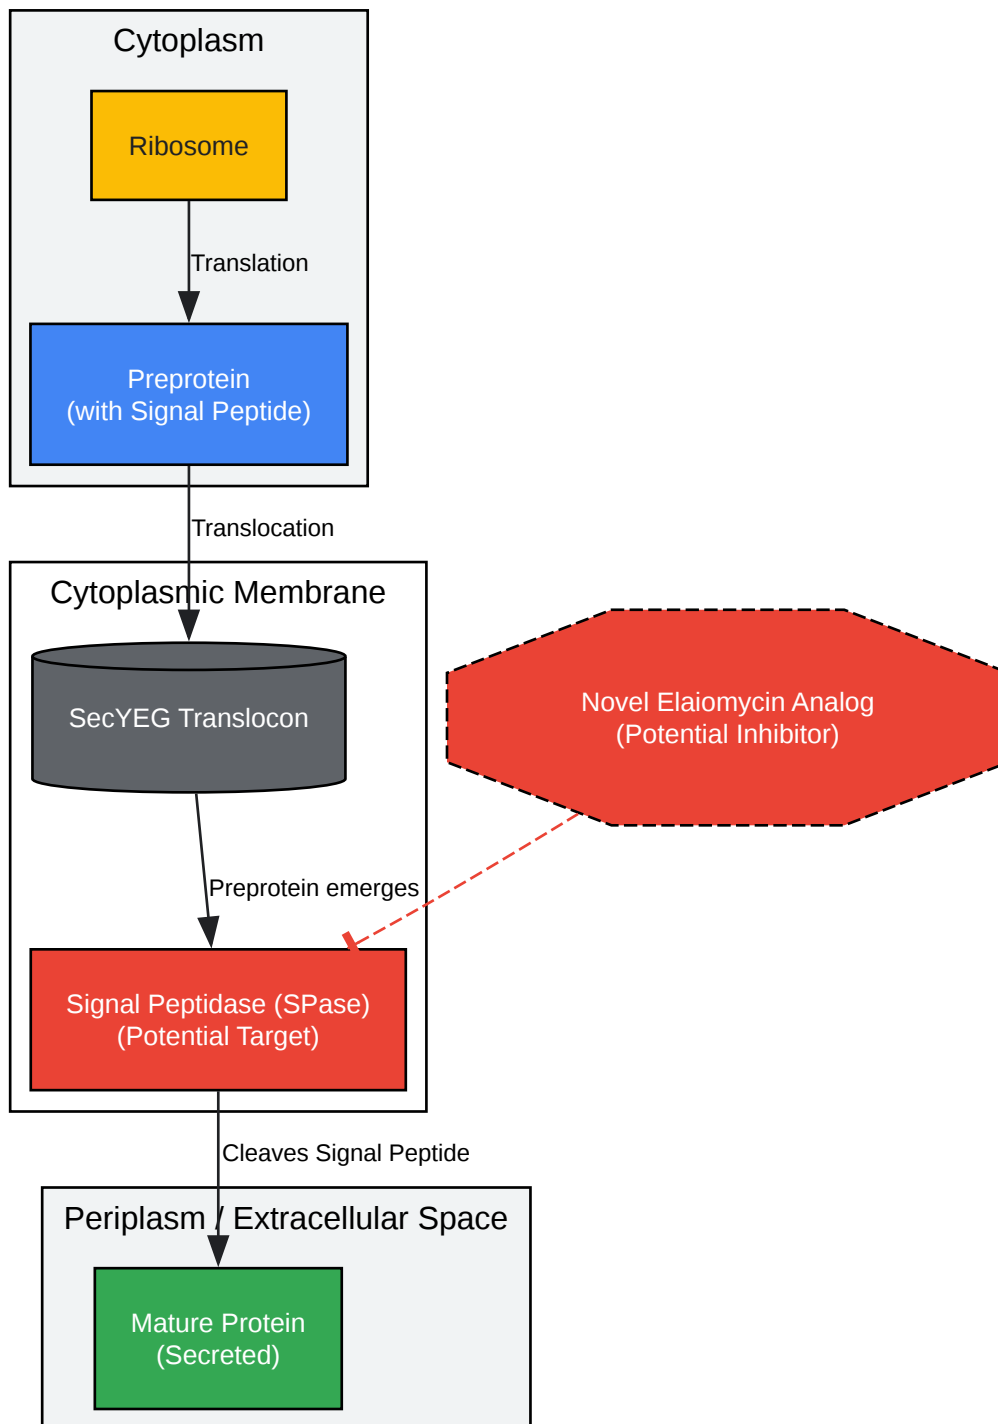 Cytoplasm
Ribosome
Translation
Preprotein
(with Signal Peptide)
Translocation
Cytoplasmic Membrane
SecYEG Translocon
Novel Elaiomycin Analog
(Potential Inhibitor)
Preprotein emerges
Signal Peptidase (SPase)
(Potential Target)
Cleaves Signal Peptide
Periplasm / Extracellular Space
Mature Protein
(Secreted)